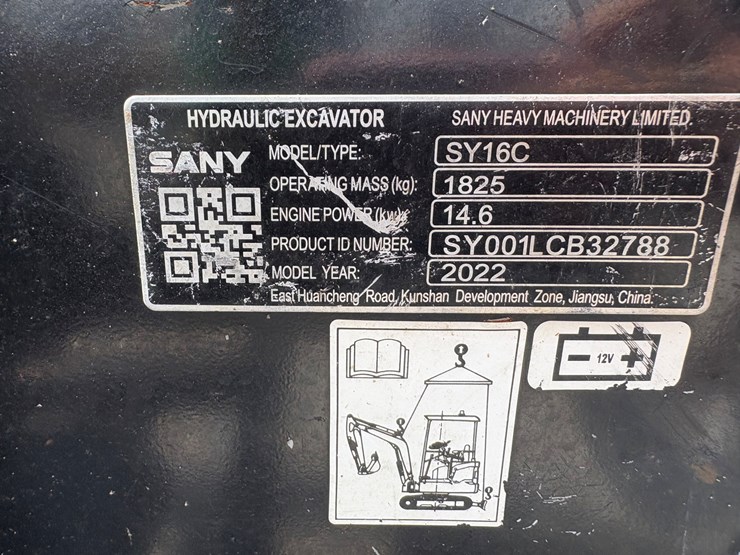 HYDRAULIC EXCAVATOR SANY HEAVY MACHINERY LIMITED.
SANY
MODEL/TYPE: SY16C
OPERATING MASS (kg): 1825
ENGINE POWER (kw): 14.6
PRODUCT ID NUMBER: SY001LCB32788
MODEL YEAR: 2022
East Huancheng Road, Kunshan Development Zone, Jiangsu, China.
− 12V +